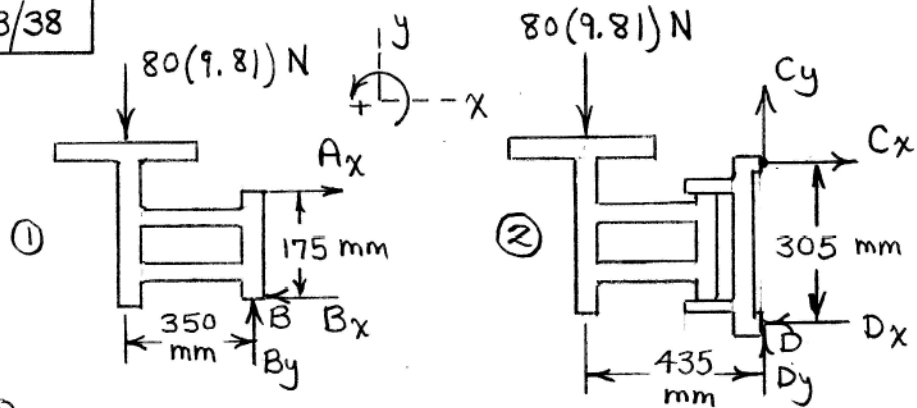 3/38
80(9.81) N
y
+
x
Ax
①
175 mm
350
mm
B
Bx
By
80(9.81) N
Cy
Cx
②
305 mm
435
mm
D
Dx
Dy